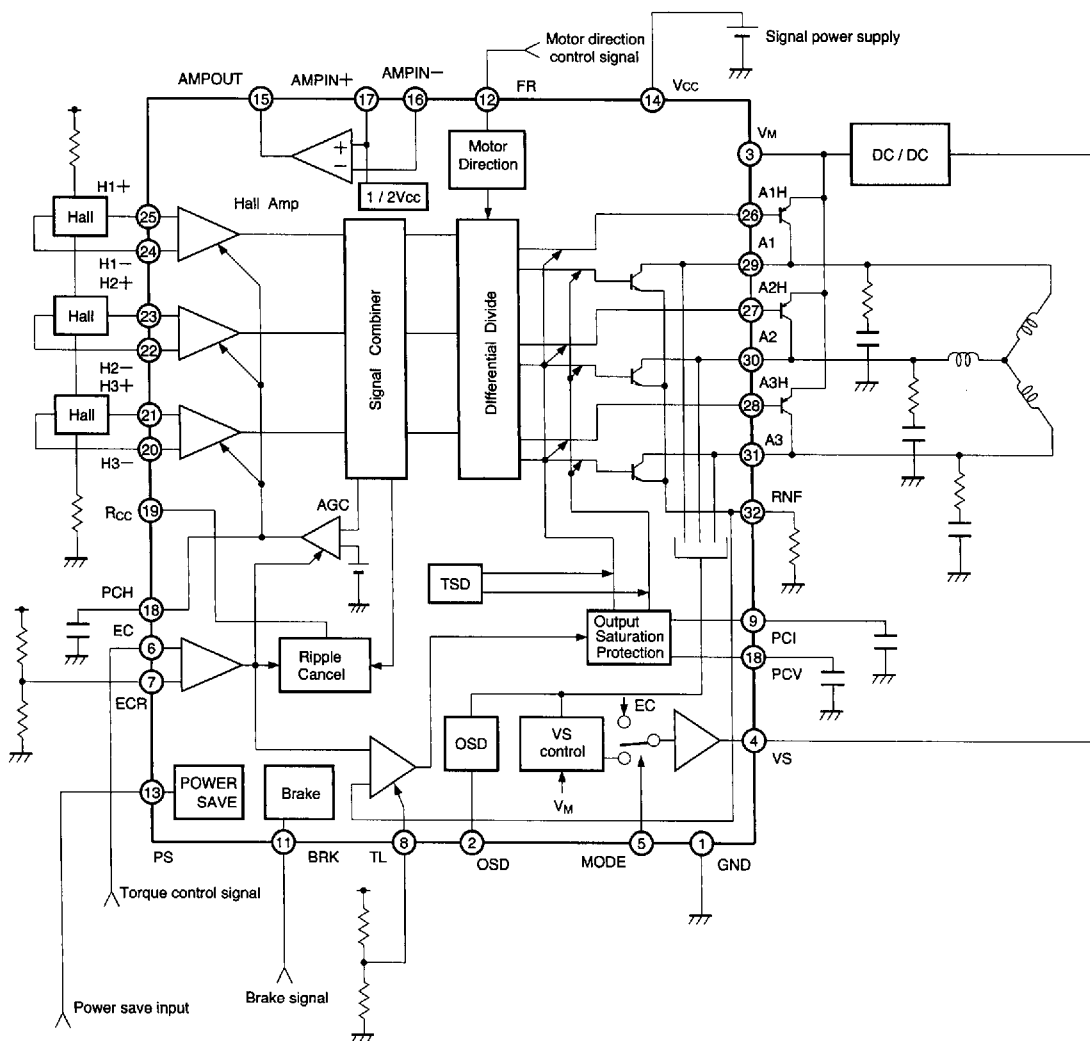 Motor direction
control signal
Signal power supply
AMPOUT
AMPIN+
AMPIN−
FR
Vcc
15
17
16
12
14
VM
3
DC / DC
Motor
Direction
+
−
1 / 2Vcc
H1+
Hall
25
24
H1−
Hall Amp
A1H
26
A1
29
H2+
Hall
23
22
H2−
A2H
27
A2
30
H3+
Hall
21
20
H3−
A3H
28
A3
31
Signal Combiner
Differential Divide
RCC
19
AGC
RNF
32
TSD
PCH
18
EC
6
7
ECR
Ripple
Cancel
Output
Saturation
Protection
9
PCI
18
PCV
EC
OSD
VS
control
VM
4
VS
13
POWER
SAVE
Brake
PS
11
BRK
TL
8
2
OSD
MODE
5
1
GND
Torque control signal
Brake signal
Power save input